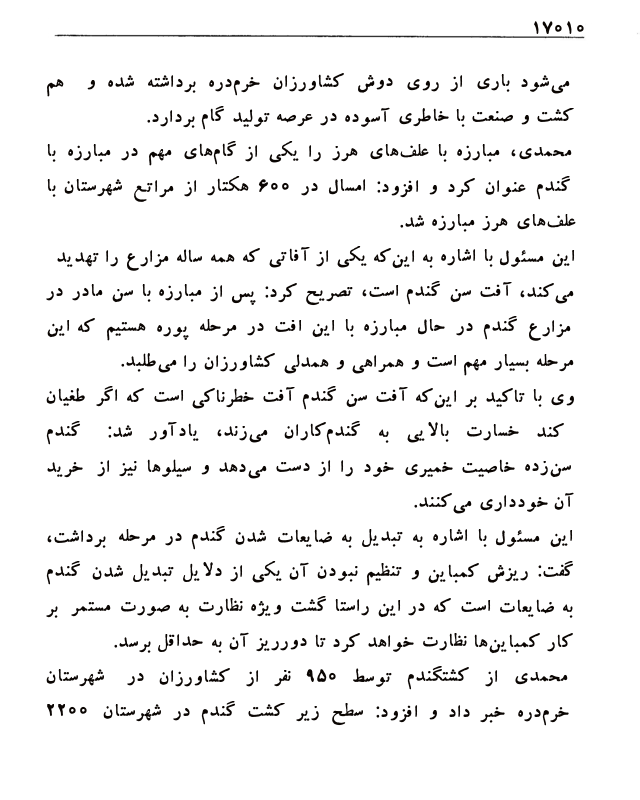 ۱۷۰۱۰
می‌شود باری از روی دوش کشاورزان خرم‌دره برداشته شده و هم
کشت و صنعت با خاطری آسوده در عرصه تولید گام بردارد.
محمدی، مبارزه با علف‌های هرز را یکی از گام‌های مهم در مبارزه با
گندم عنوان کرد و افزود: امسال در ۶۰۰ هکتار از مراتع شهرستان با
علف‌های هرز مبارزه شد.
این مسئول با اشاره به این‌که یکی از آفاتی که همه ساله مزارع را تهدید
می‌کند، آفت سن گندم است، تصریح کرد: پس از مبارزه با سن مادر در
مزارع گندم در حال مبارزه با این افت در مرحله پوره هستیم که این
مرحله بسیار مهم است و همراهی و همدلی کشاورزان را می‌طلبد.
وی با تاکید بر این‌که آفت سن گندم آفت خطرناکی است که اگر طغیان
کند خسارت بالایی به گندم‌کاران می‌زند، یادآور شد: گندم
سن‌زده خاصیت خمیری خود را از دست می‌دهد و سیلوها نیز از خرید
آن خودداری می‌کنند.
این مسئول با اشاره به تبدیل به ضایعات شدن گندم در مرحله برداشت،
گفت: ریزش کمباین و تنظیم نبودن آن یکی از دلایل تبدیل شدن گندم
به ضایعات است که در این راستا گشت ویژه نظارت به صورت مستمر بر
کار کمباین‌ها نظارت خواهد کرد تا دورریز آن به حداقل برسد.
محمدی از کشتگندم توسط ۹۵۰ نفر از کشاورزان در شهرستان
خرم‌دره خبر داد و افزود: سطح زیر کشت گندم در شهرستان ۲۲۰۰